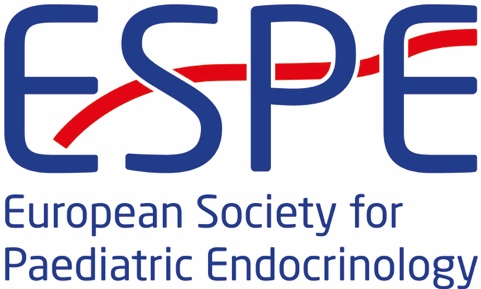 ESPE
European Society for
Paediatric Endocrinology